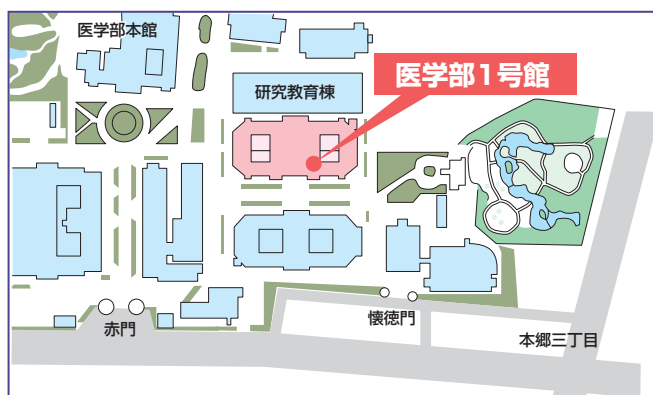 医学部本館
医学部1号館
研究教育棟
赤門
懐徳門
本郷三丁目